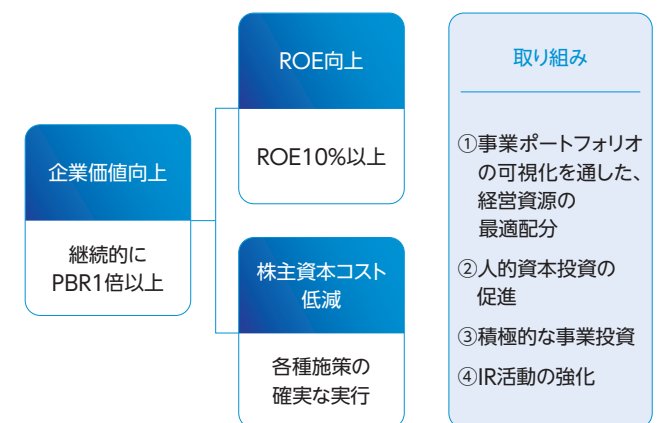 企業価値向上
継続的に
PBR1倍以上
ROE向上
ROE10%以上
株主資本コスト
低減
各種施策の
確実な実行
取り組み
①事業ポートフォリオ
の可視化を通した、
経営資源の
最適配分
②人的資本投資の
促進
③積極的な事業投資
④IR活動の強化